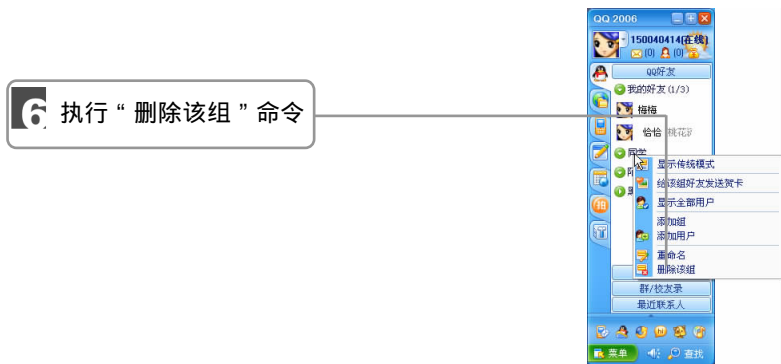 6 执行“删除该组”命令
QQ 2006
150040414(在线)
(0) (0)
QQ好友
我的好友(1/3)
梅梅
恰恰 桃花
同学
显示传统模式
给该组好友发送贺卡
显示全部用户
添加组
添加用户
重命名
删除该组
群/校友录
最近联系人
菜单 查找